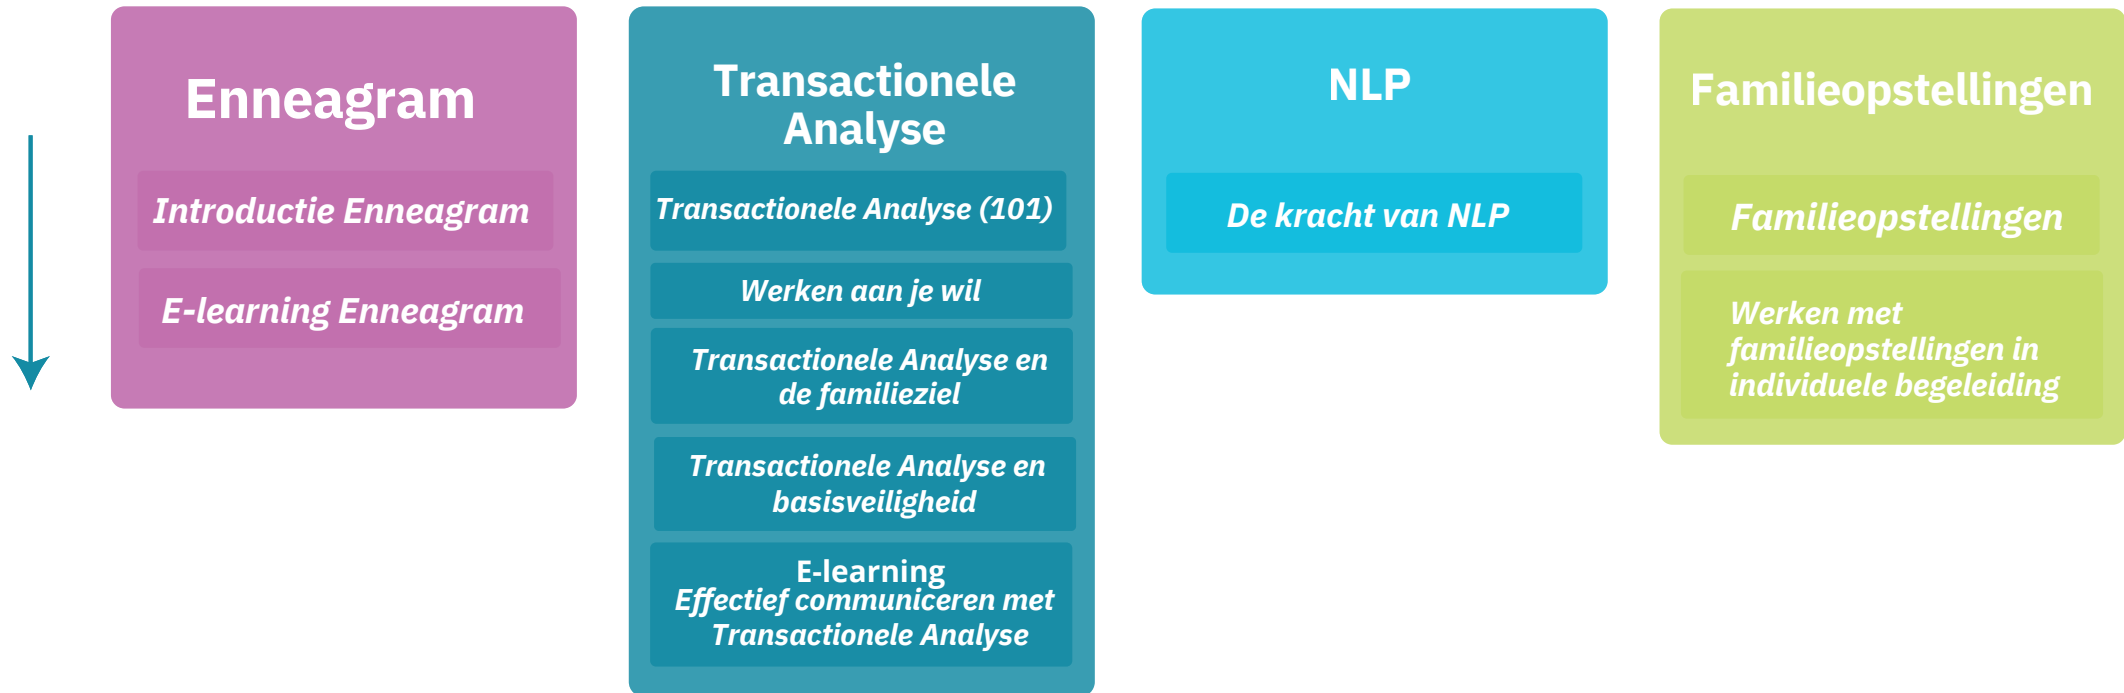 Enneagram
Introductie Enneagram
E-learning Enneagram
Transactionele
Analyse
Transactionele Analyse (101)
Werken aan je wil
Transactionele Analyse en
de familieziel
Transactionele Analyse en
basisveiligheid
E-learning
Effectief communiceren met
Transactionele Analyse
NLP
De kracht van NLP
Familieopstellingen
Familieopstellingen
Werken met
familieopstellingen in
individuele begeleiding